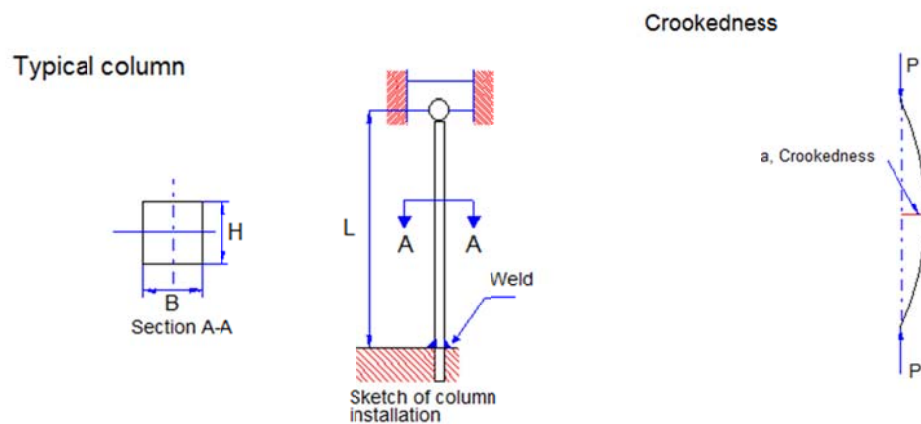 Crookedness
Typical column
P
a, Crookedness
H
L
A
A
Weld
B
Section A-A
P
Sketch of column
installation